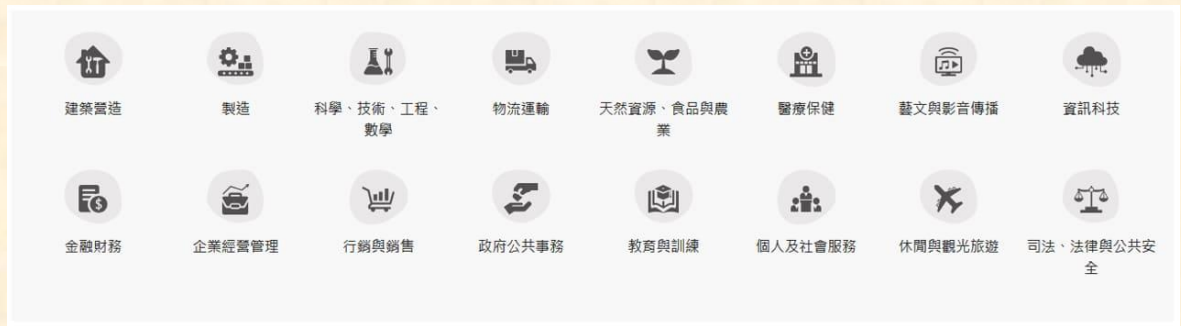 建築營造
製造
科學、技術、工程、
數學
物流運輸
天然資源、食品與農
業
醫療保健
藝文與影音傳播
資訊科技
金融財務
企業經營管理
行銷與銷售
政府公共事務
教育與訓練
個人及社會服務
休閒與觀光旅遊
司法、法律與公共安
全